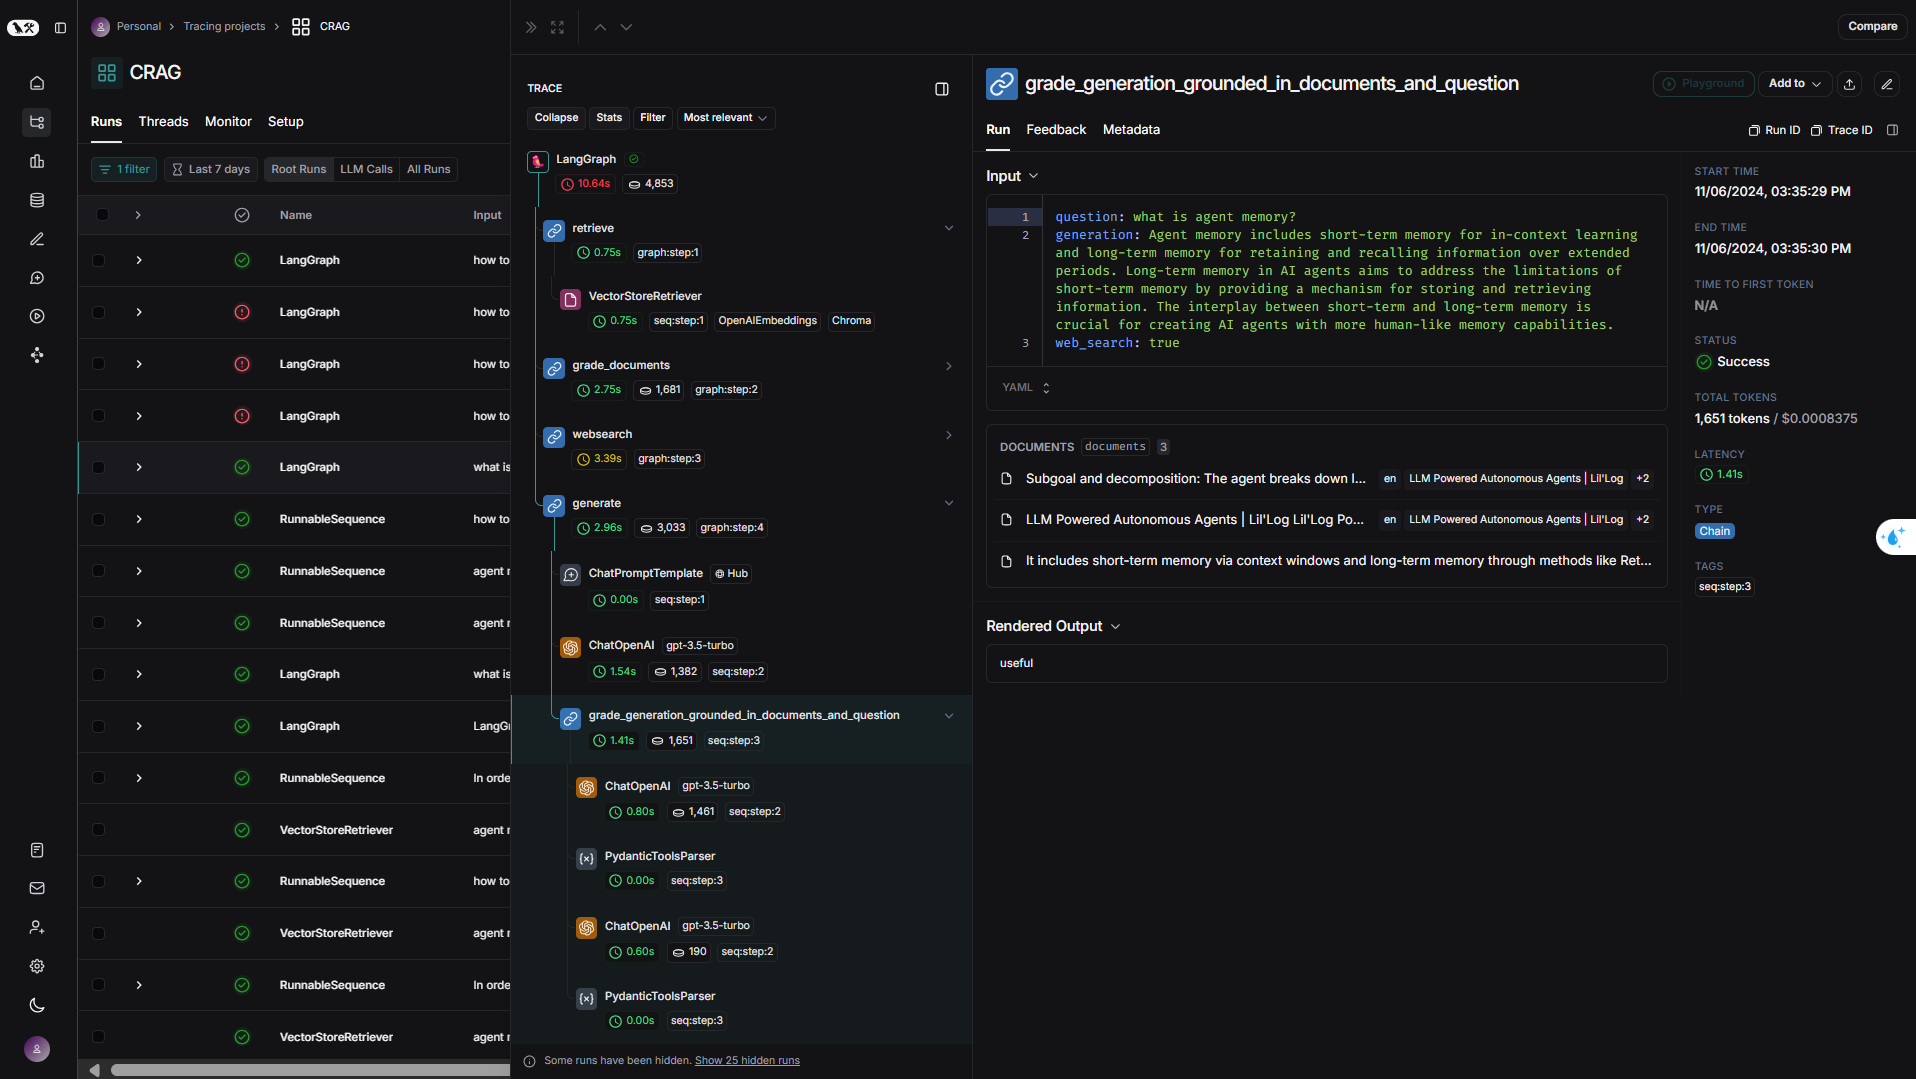 Personal
Tracing projects
CRAG
CRAG
Runs
Threads
Monitor
Setup
1 filter
Last 7 days
Root Runs
LLM Calls
All Runs
Name
Input
LangGraph
how to
LangGraph
how to
LangGraph
how to
LangGraph
how to
LangGraph
what is
RunnableSequence
how to
RunnableSequence
agent
RunnableSequence
agent
LangGraph
what is
LangGraph
LangG
RunnableSequence
In orde
VectorStoreRetriever
agent
RunnableSequence
how to
VectorStoreRetriever
agent
RunnableSequence
In orde
VectorStoreRetriever
agent
TRACE
Collapse
Stats
Filter
Most relevant
LangGraph
10.64s
4,853
retrieve
0.75s
graph:step:1
VectorStoreRetriever
0.75s
seq:step:1
OpenAIEmbeddings
Chroma
grade_documents
2.75s
1,681
graph:step:2
websearch
3.39s
graph:step:3
generate
2.96s
3,033
graph:step:4
ChatPromptTemplate
Hub
0.00s
seq:step:1
ChatOpenAI
gpt-3.5-turbo
1.54s
1,382
seq:step:2
grade_generation_grounded_in_documents_and_question
1.41s
1,651
seq:step:3
ChatOpenAI
gpt-3.5-turbo
0.80s
1,461
seq:step:2
PydanticToolsParser
0.00s
seq:step:3
ChatOpenAI
gpt-3.5-turbo
0.60s
190
seq:step:2
PydanticToolsParser
0.00s
seq:step:3
Some runs have been hidden. Show 25 hidden runs
Compare
grade_generation_grounded_in_documents_and_question
Playground
Add to
Run
Feedback
Metadata
Run ID
Trace ID
Input
1 question: what is agent memory?
2 generation: Agent memory includes short-term memory for in-context learning
and long-term memory for retaining and recalling information over extended
periods. Long-term memory in AI agents aims to address the limitations of
short-term memory by providing a mechanism for storing and retrieving
information. The interplay between short-term and long-term memory is
crucial for creating AI agents with more human-like memory capabilities.
3 web_search: true
YAML
DOCUMENTS documents 3
Subgoal and decomposition: The agent breaks down l... en LLM Powered Autonomous Agents | Lil'Log +2
LLM Powered Autonomous Agents | Lil'Log Lil'Log Po... en LLM Powered Autonomous Agents | Lil'Log +2
It includes short-term memory via context windows and long-term memory through methods like Ret...
Rendered Output
useful
START TIME
11/06/2024, 03:35:29 PM
END TIME
11/06/2024, 03:35:30 PM
TIME TO FIRST TOKEN
N/A
STATUS
Success
TOTAL TOKENS
1,651 tokens / $0.0008375
LATENCY
1.41s
TYPE
Chain
TAGS
seq:step:3